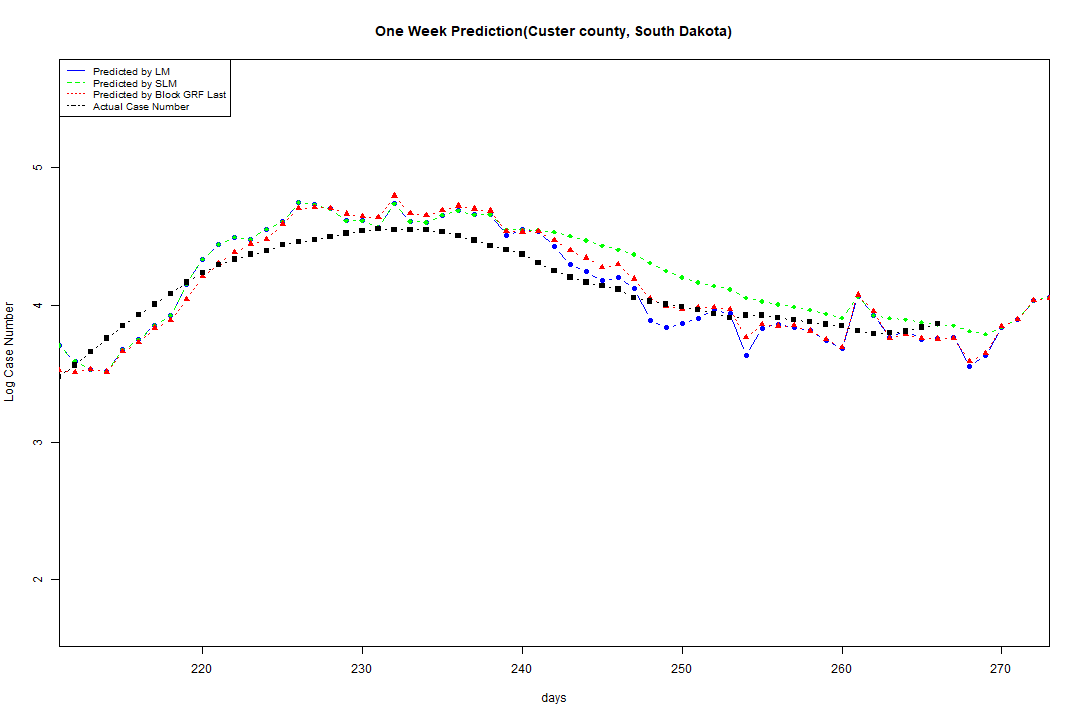 One Week Prediction(Custer county, South Dakota)
Predicted by LM
Predicted by SLM
Predicted by Block GRF Last
Actual Case Number
5
4
3
2
Log Case Number
220 230 240 250 260 270
days